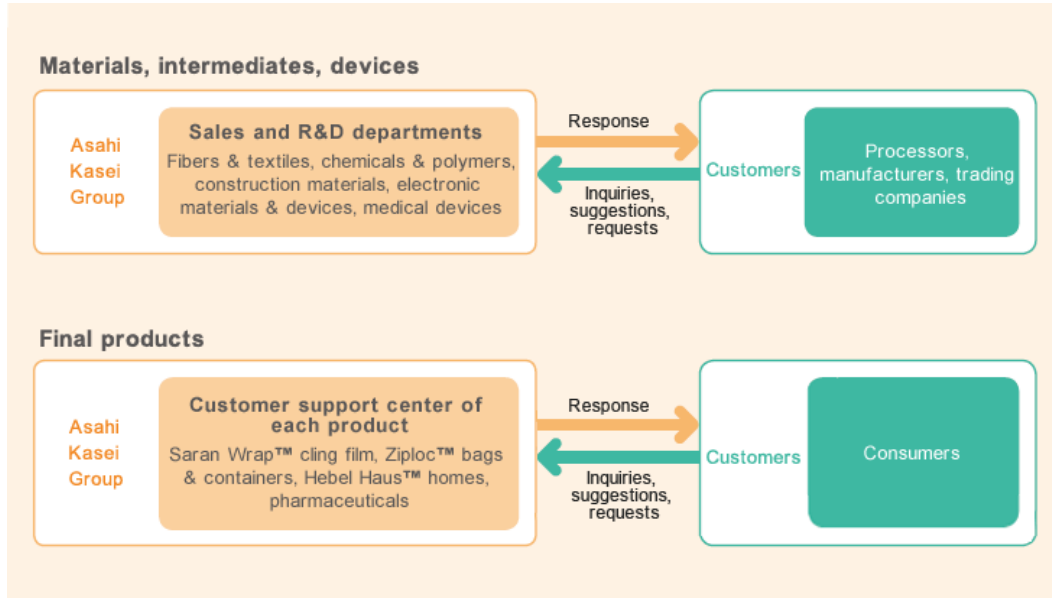 Materials, intermediates, devices
Asahi
Kasei
Group
Sales and R&D departments
Fibers & textiles, chemicals & polymers,
construction materials, electronic
materials & devices, medical devices
Response
Inquiries,
suggestions,
requests
Customers
Processors,
manufacturers, trading
companies
Final products
Asahi
Kasei
Group
Customer support center of
each product
Saran Wrap™ cling film, Ziploc™ bags
& containers, Hebel Haus™ homes,
pharmaceuticals
Response
Inquiries,
suggestions,
requests
Customers
Consumers